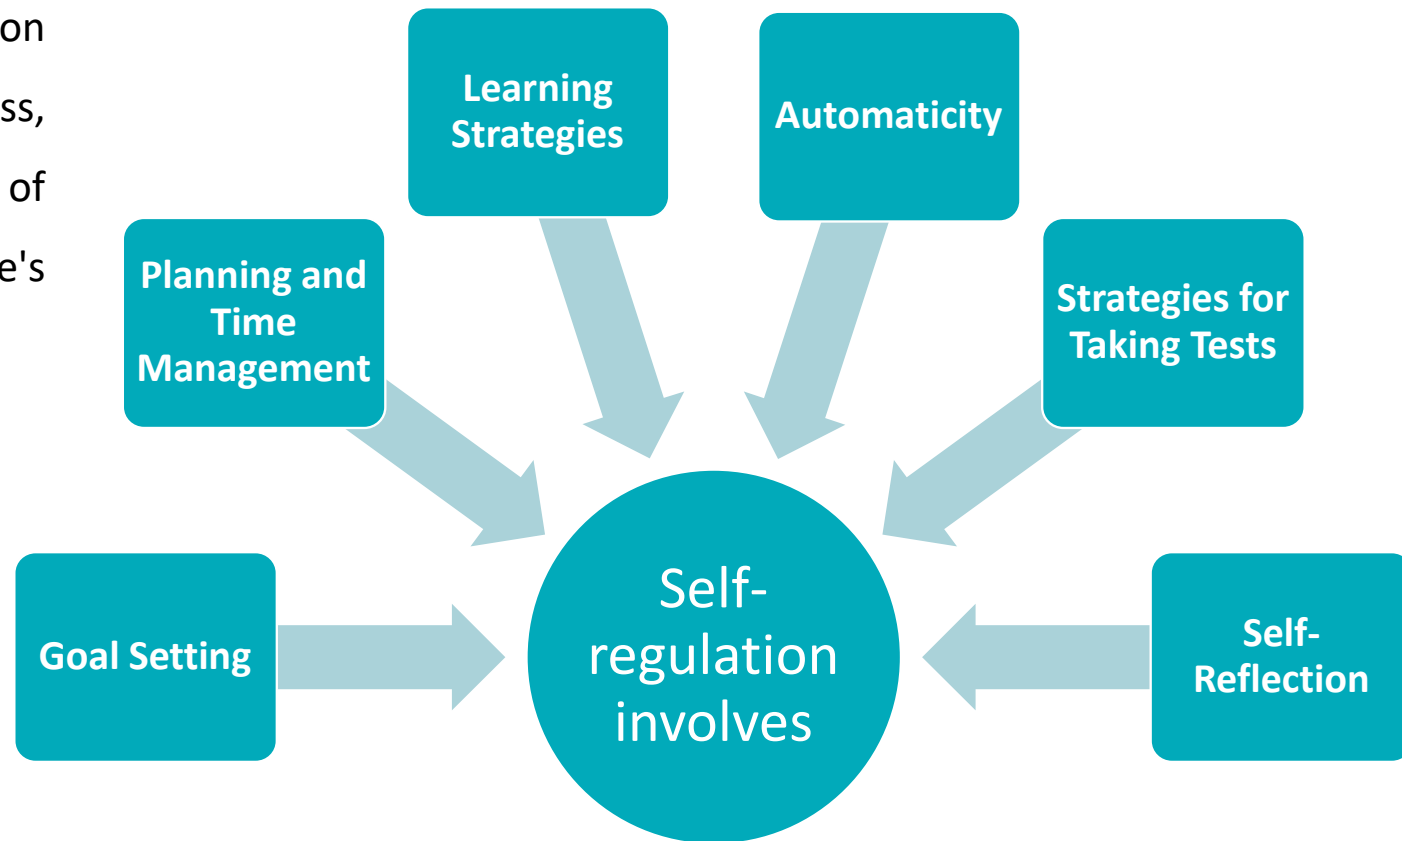 on
ss,
of
e's
Learning
Strategies
Automaticity
Planning and
Time
Management
Strategies for
Taking Tests
Goal Setting
Self-
regulation
involves
Self-
Reflection